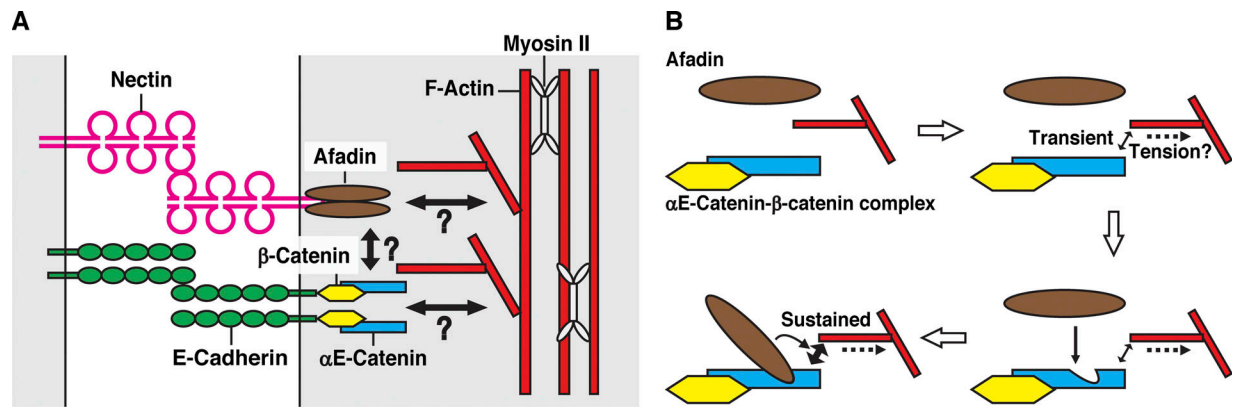 A
Nectin
Myosin II
F-Actin
Afadin
?
?
β-Catenin
?
E-Cadherin
αE-Catenin
B
Afadin
αE-Catenin-β-catenin complex
Transient
Tension?
Sustained